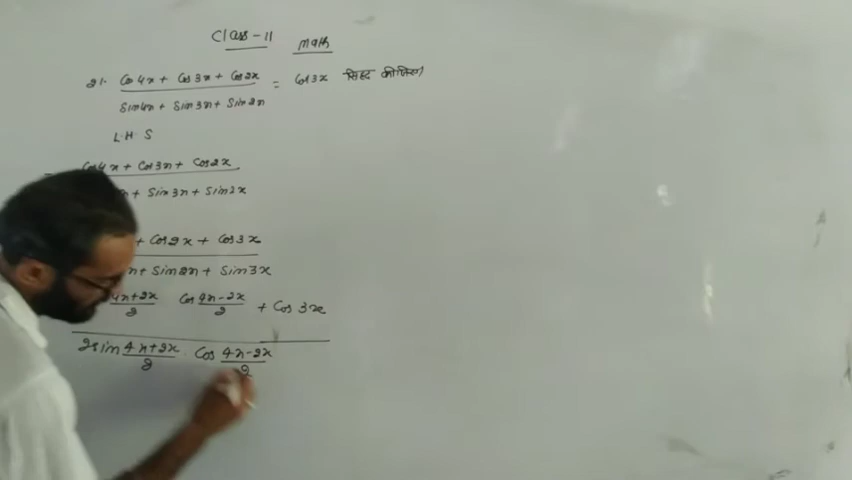 Class-11 Math
21. Cos4x + Cos3x + Cos2x / Sin4x + Sin3x + Sin2x = Cot3x सिद्ध कीजिए
L.H.S
Cos4x + Cos3x + Cos2x
x + Sin3x + Sin2x
+ Cos2x + Cos3x
x + Sin2x + Sin3x
4x+2x/2 Cos 4x-2x/2 + Cos 3x
2Sin 4x+2x/2 . Cos 4x-2x/2